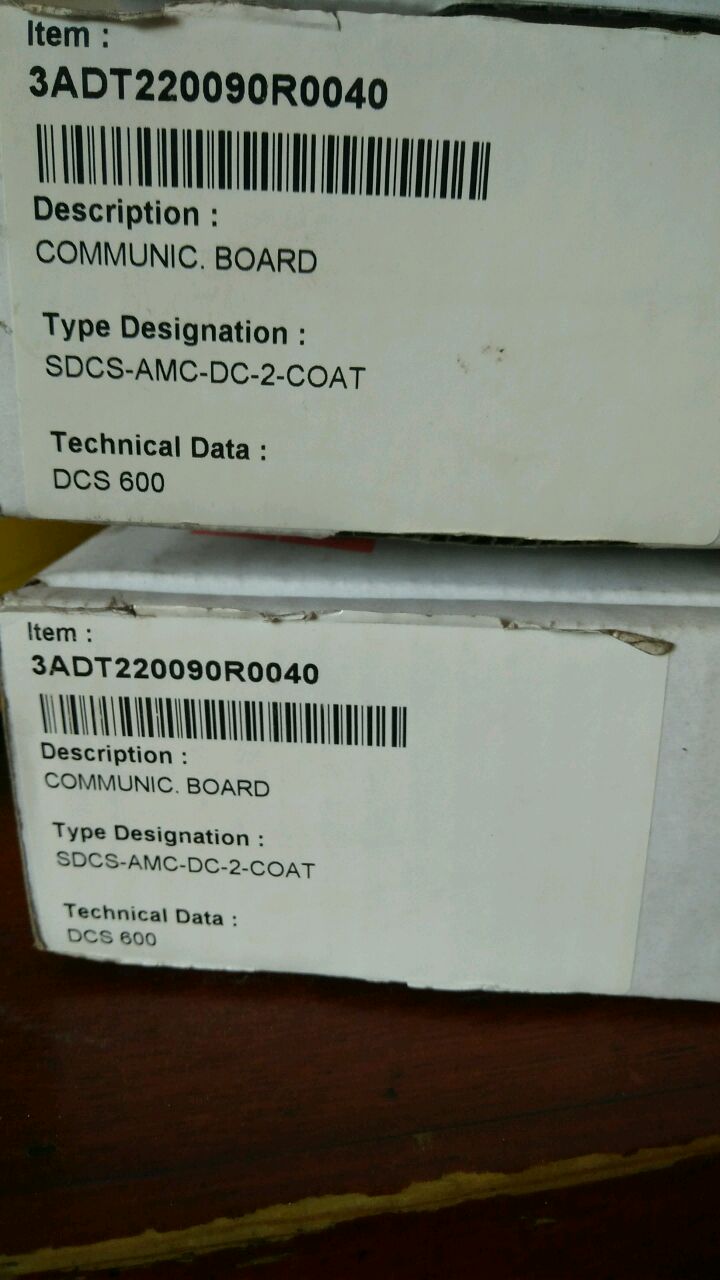 Item :
3ADT220090R0040
Description :
COMMUNIC. BOARD
Type Designation :
SDCS-AMC-DC-2-COAT
Technical Data :
DCS 600
Item :
3ADT220090R0040
Description :
COMMUNIC. BOARD
Type Designation :
SDCS-AMC-DC-2-COAT
Technical Data :
DCS 600